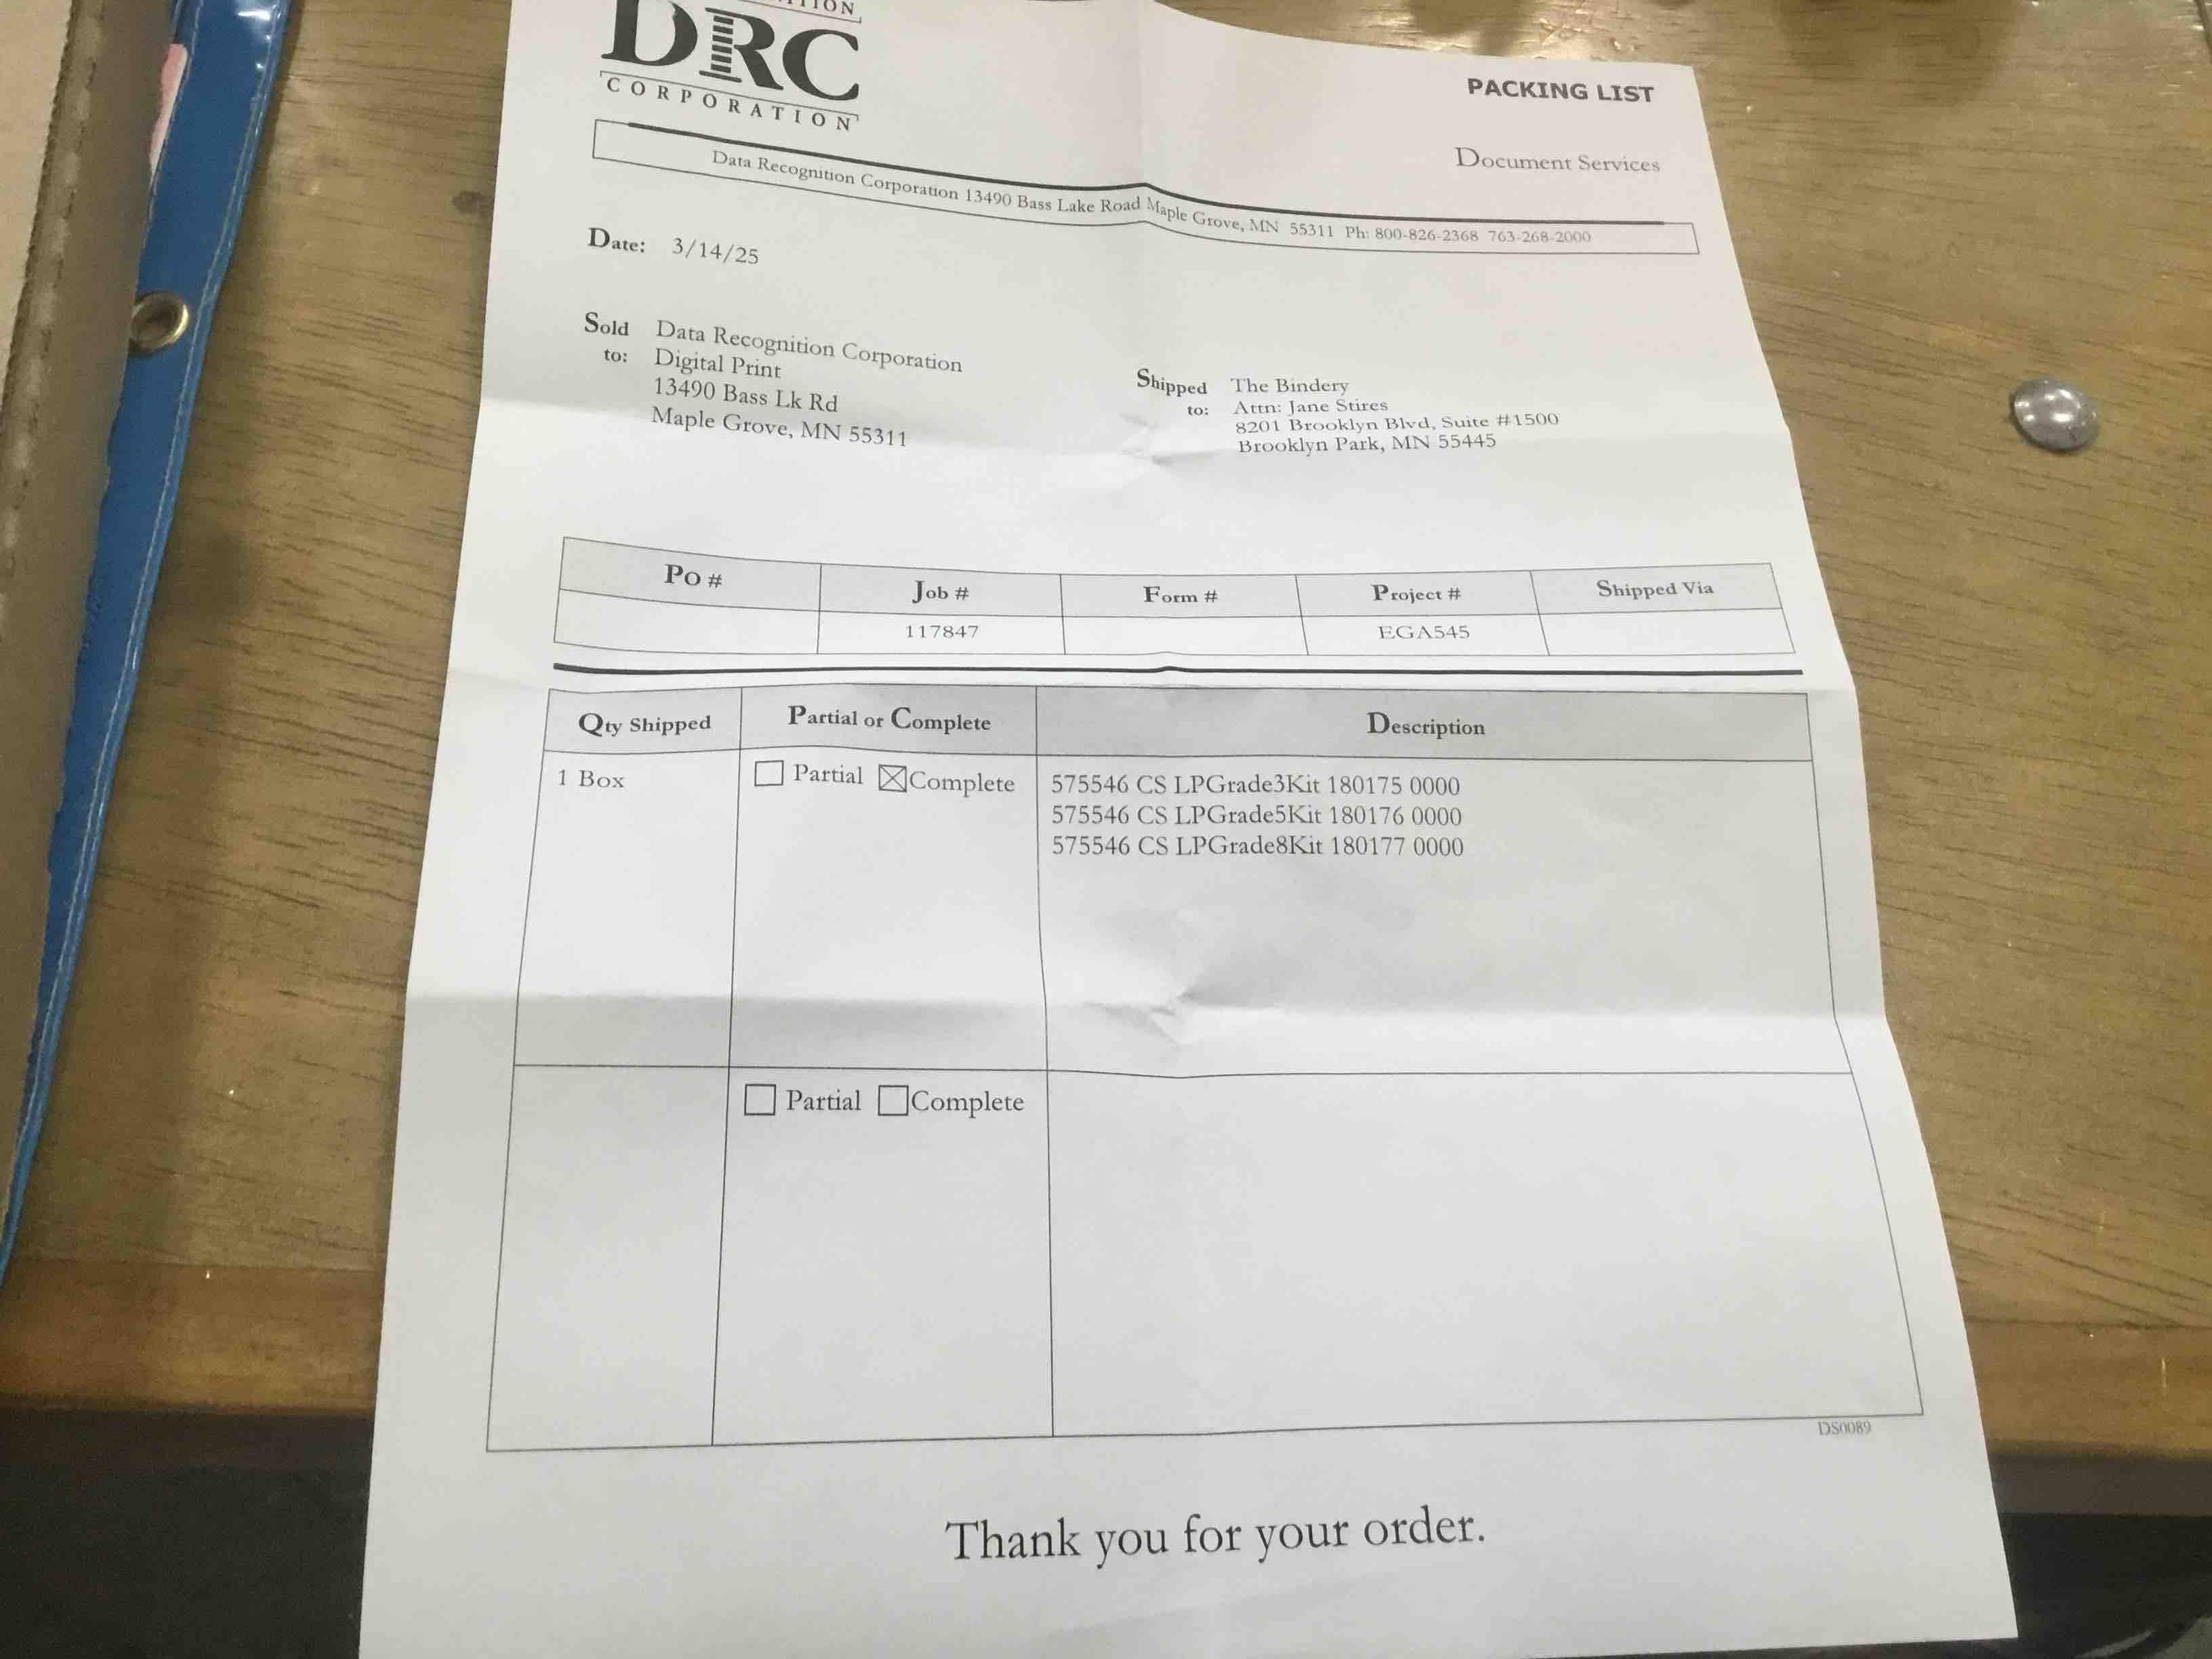 DRC
CORPORATION
PACKING LIST
Document Services
Data Recognition Corporation 13490 Bass Lake Road Maple Grove, MN 55311 Ph: 800-826-2368 763-268-2000
Date: 3/14/25
Sold to: Data Recognition Corporation
Digital Print
13490 Bass Lk Rd
Maple Grove, MN 55311
Shipped to: The Bindery
Attn: Jane Stires
8201 Brooklyn Blvd, Suite #1500
Brooklyn Park, MN 55445
Po # Job # Form # Project # Shipped Via
117847 EGA545
Qty Shipped Partial or Complete Description
1 Box Partial Complete 575546 CS LPGrade3Kit 180175 0000
575546 CS LPGrade5Kit 180176 0000
575546 CS LPGrade8Kit 180177 0000
Partial Complete
DS0089
Thank you for your order.